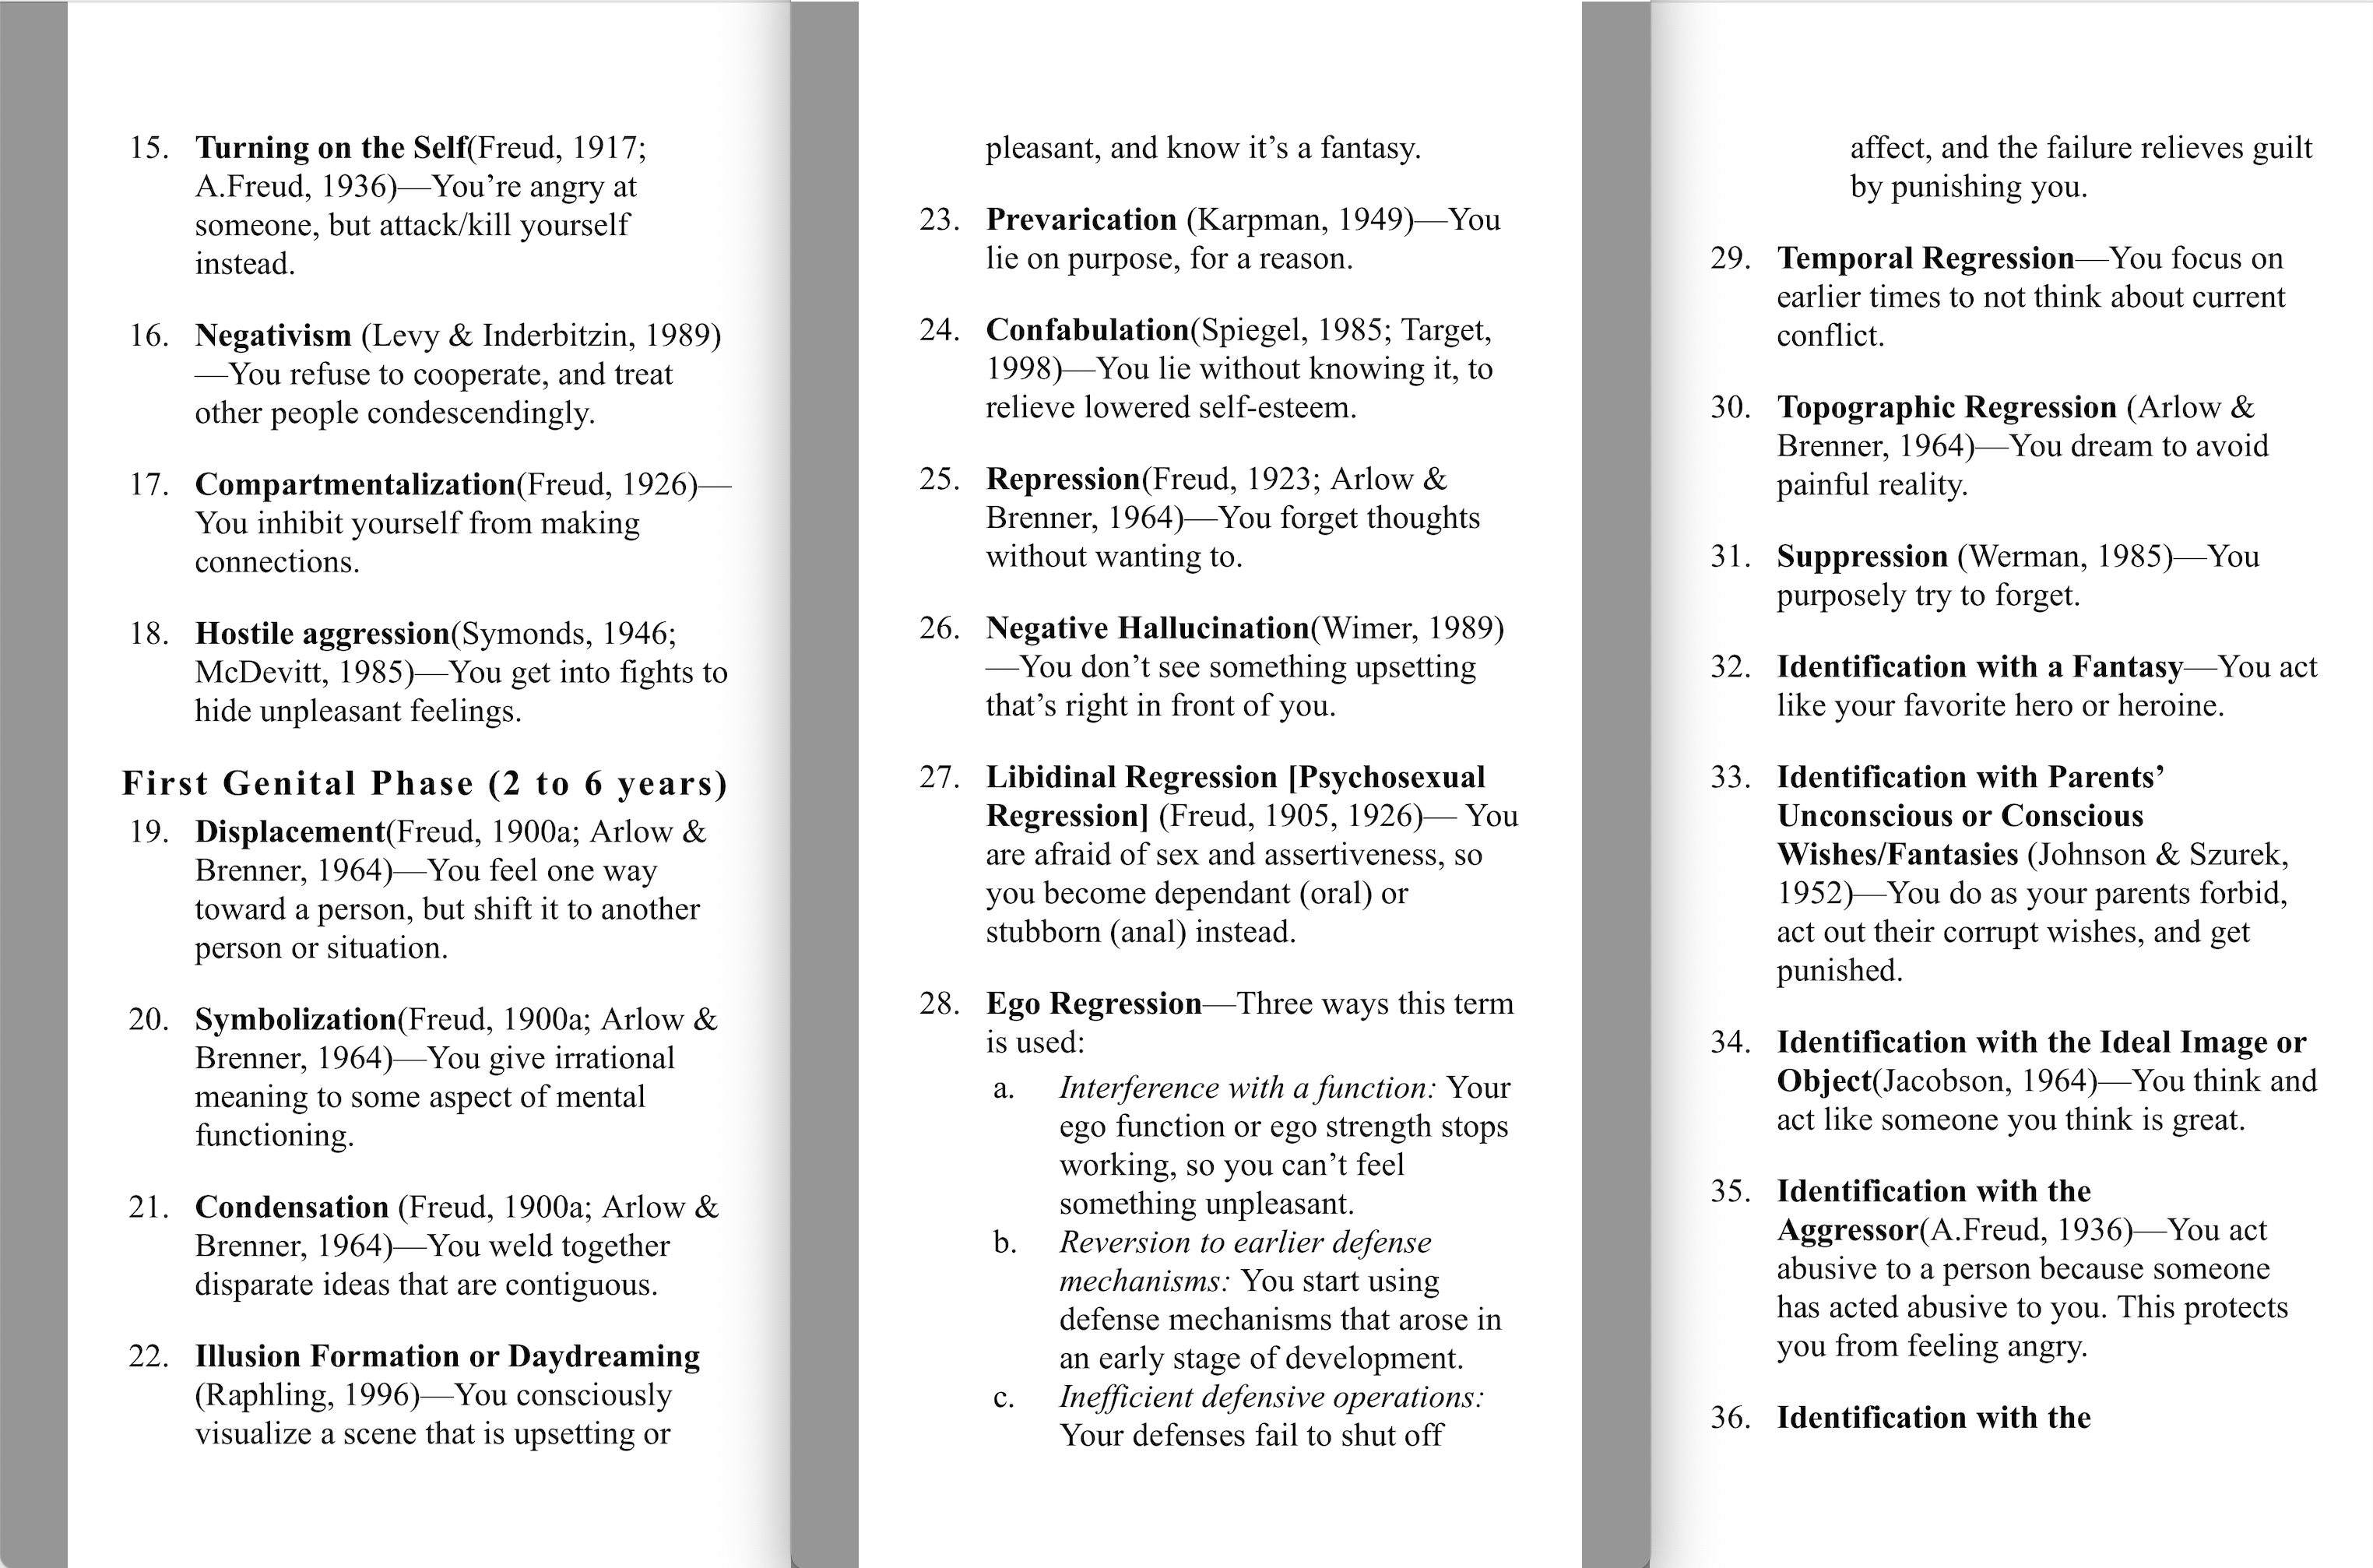 15. Turning on the Self(Freud, 1917;
A.Freud, 1936)—You’re angry at
someone, but attack/kill yourself
instead.
16. Negativism (Levy & Inderbitzin, 1989)
—You refuse to cooperate, and treat
other people condescendingly.
17. Compartmentalization(Freud, 1926)—
You inhibit yourself from making
connections.
18. Hostile aggression(Symonds, 1946;
McDevitt, 1985)—You get into fights to
hide unpleasant feelings.
First Genital Phase (2 to 6 years)
19. Displacement(Freud, 1900a; Arlow &
Brenner, 1964)—You feel one way
toward a person, but shift it to another
person or situation.
20. Symbolization(Freud, 1900a; Arlow &
Brenner, 1964)—You give irrational
meaning to some aspect of mental
functioning.
21. Condensation (Freud, 1900a; Arlow &
Brenner, 1964)—You weld together
disparate ideas that are contiguous.
22. Illusion Formation or Daydreaming
(Raphling, 1996)—You consciously
visualize a scene that is upsetting or
pleasant, and know it’s a fantasy.
23. Prevarication (Karpman, 1949)—You
lie on purpose, for a reason.
24. Confabulation(Spiegel, 1985; Target,
1998)—You lie without knowing it, to
relieve lowered self-esteem.
25. Repression(Freud, 1923; Arlow &
Brenner, 1964)—You forget thoughts
without wanting to.
26. Negative Hallucination(Wimer, 1989)
—You don’t see something upsetting
that’s right in front of you.
27. Libidinal Regression [Psychosexual
Regression] (Freud, 1905, 1926)— You
are afraid of sex and assertiveness, so
you become dependant (oral) or
stubborn (anal) instead.
28. Ego Regression—Three ways this term
is used:
a. Interference with a function: Your
ego function or ego strength stops
working, so you can’t feel
something unpleasant.
b. Reversion to earlier defense
mechanisms: You start using
defense mechanisms that arose in
an early stage of development.
c. Inefficient defensive operations:
Your defenses fail to shut off
affect, and the failure relieves guilt
by punishing you.
29. Temporal Regression—You focus on
earlier times to not think about current
conflict.
30. Topographic Regression (Arlow &
Brenner, 1964)—You dream to avoid
painful reality.
31. Suppression (Werman, 1985)—You
purposely try to forget.
32. Identification with a Fantasy—You act
like your favorite hero or heroine.
33. Identification with Parents’
Unconscious or Conscious
Wishes/Fantasies (Johnson & Szurek,
1952)—You do as your parents forbid,
act out their corrupt wishes, and get
punished.
34. Identification with the Ideal Image or
Object(Jacobson, 1964)—You think and
act like someone you think is great.
35. Identification with the
Aggressor(A.Freud, 1936)—You act
abusive to a person because someone
has acted abusive to you. This protects
you from feeling angry.
36. Identification with the